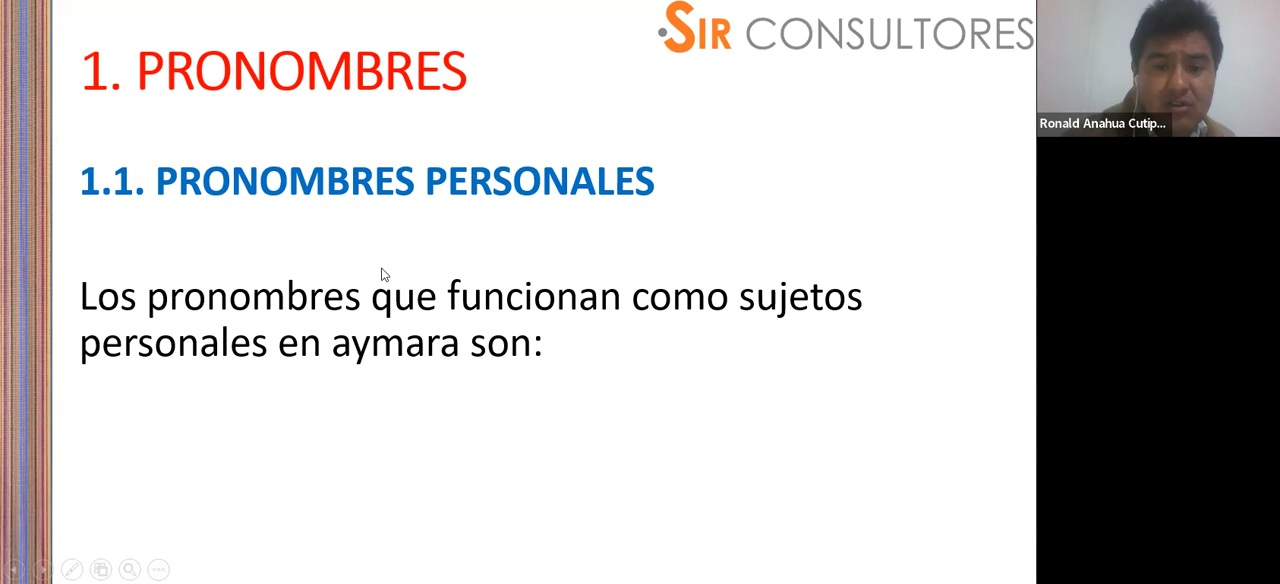 SIR CONSULTORES
1. PRONOMBRES
1.1. PRONOMBRES PERSONALES
Los pronombres que funcionan como sujetos
personales en aymara son:
Ronald Anahua Cutip...